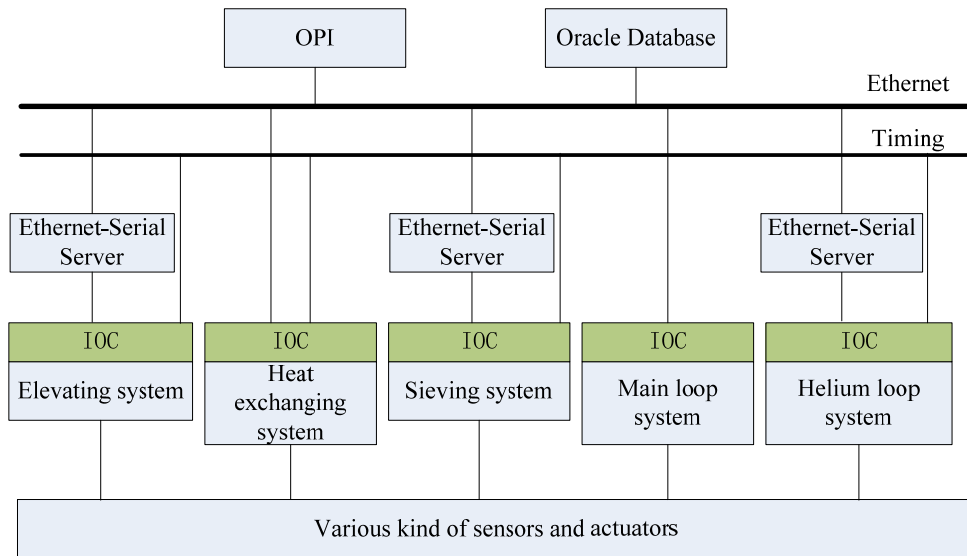 OPI
Oracle Database
Ethernet
Timing
Ethernet-Serial
Server
Ethernet-Serial
Server
Ethernet-Serial
Server
IOC
IOC
IOC
IOC
IOC
Elevating system
Heat
exchanging
system
Sieving system
Main loop
system
Helium loop
system
Various kind of sensors and actuators